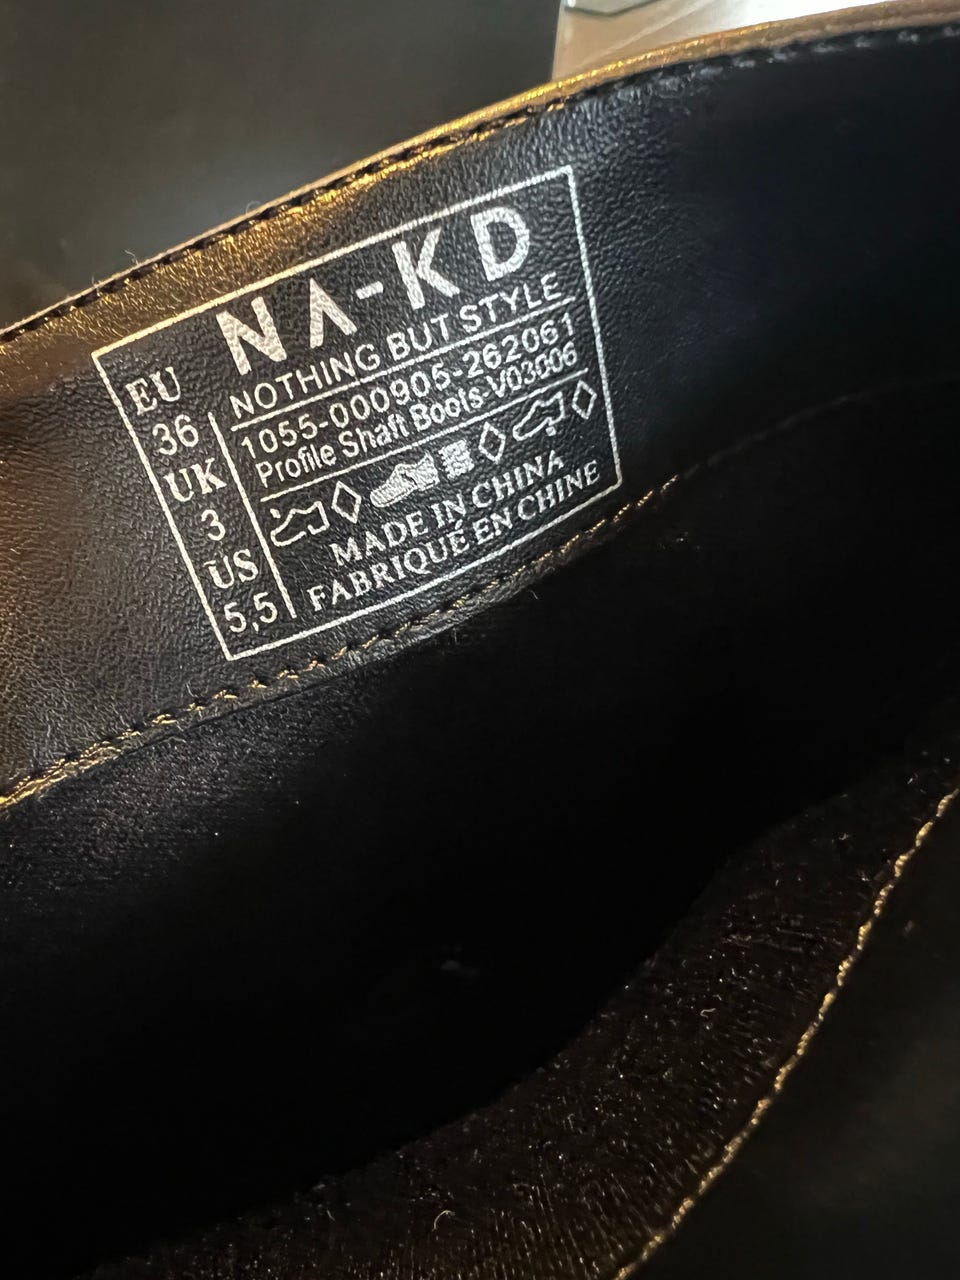 NA-KD
NOTHING BUT STYLE
1055-000905-262061
Profile Shaft Boots-V03006
MADE IN CHINA
FABRIQUÉ EN CHINE
EU
36
UK
3
US
5,5